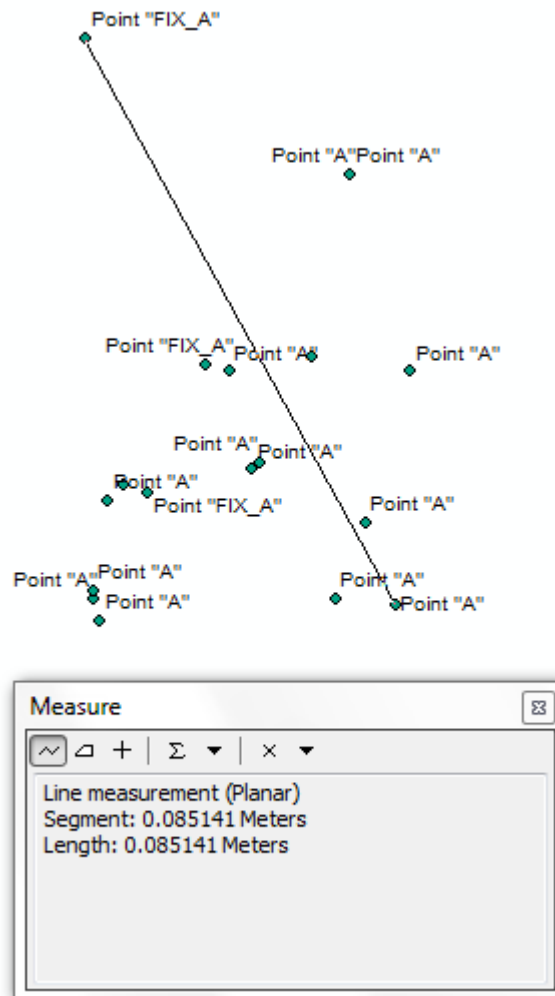 Point "FIX_A"
Point "A"Point "A"
Point "FIX_A"
Point "A"
Point "A"
Point "A"
Point "A"
Point "A"
Point "FIX_A"
Point "A"
Point "A"
Point "A"
Point "A"
Point "A"
Point "A"
Measure
Line measurement (Planar)
Segment: 0.085141 Meters
Length: 0.085141 Meters